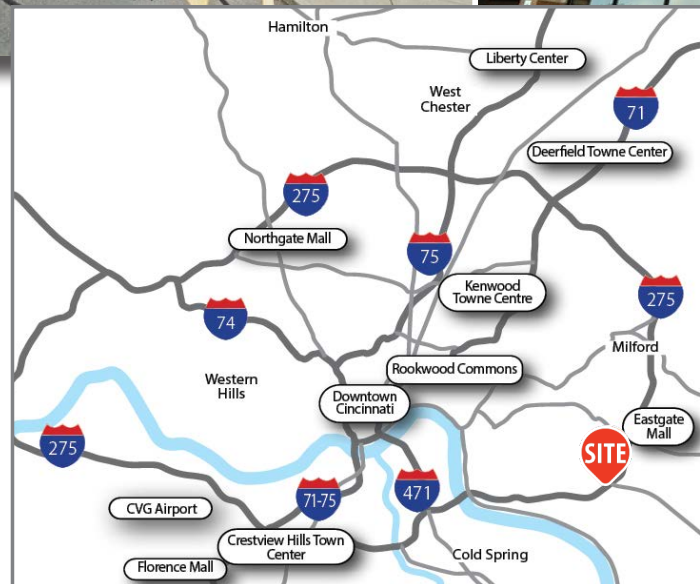 Hamilton
Liberty Center
West
Chester
71
Deerfield Towne Center
275
Northgate Mall
75
Kenwood
Towne Centre
275
74
Milford
Rookwood Commons
Western
Hills
Downtown
Cincinnati
Eastgate
Mall
275
SITE
71-75
471
CVG Airport
Crestview Hills Town
Center
Cold Spring
Florence Mall